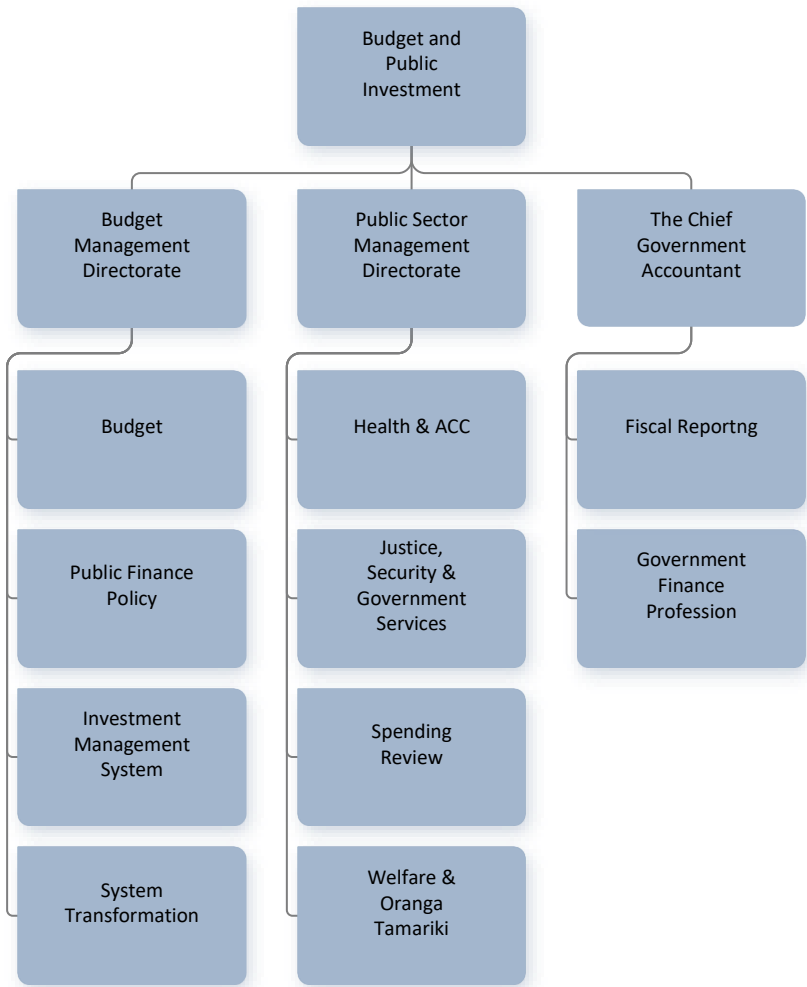 Budget and
Public
Investment
Budget
Management
Directorate
Public Sector
Management
Directorate
The Chief
Government
Accountant
Budget
Health & ACC
Fiscal Reportng
Public Finance
Policy
Justice,
Security &
Government
Services
Government
Finance
Profession
Investment
Management
System
Spending
Review
System
Transformation
Welfare &
Oranga
Tamariki